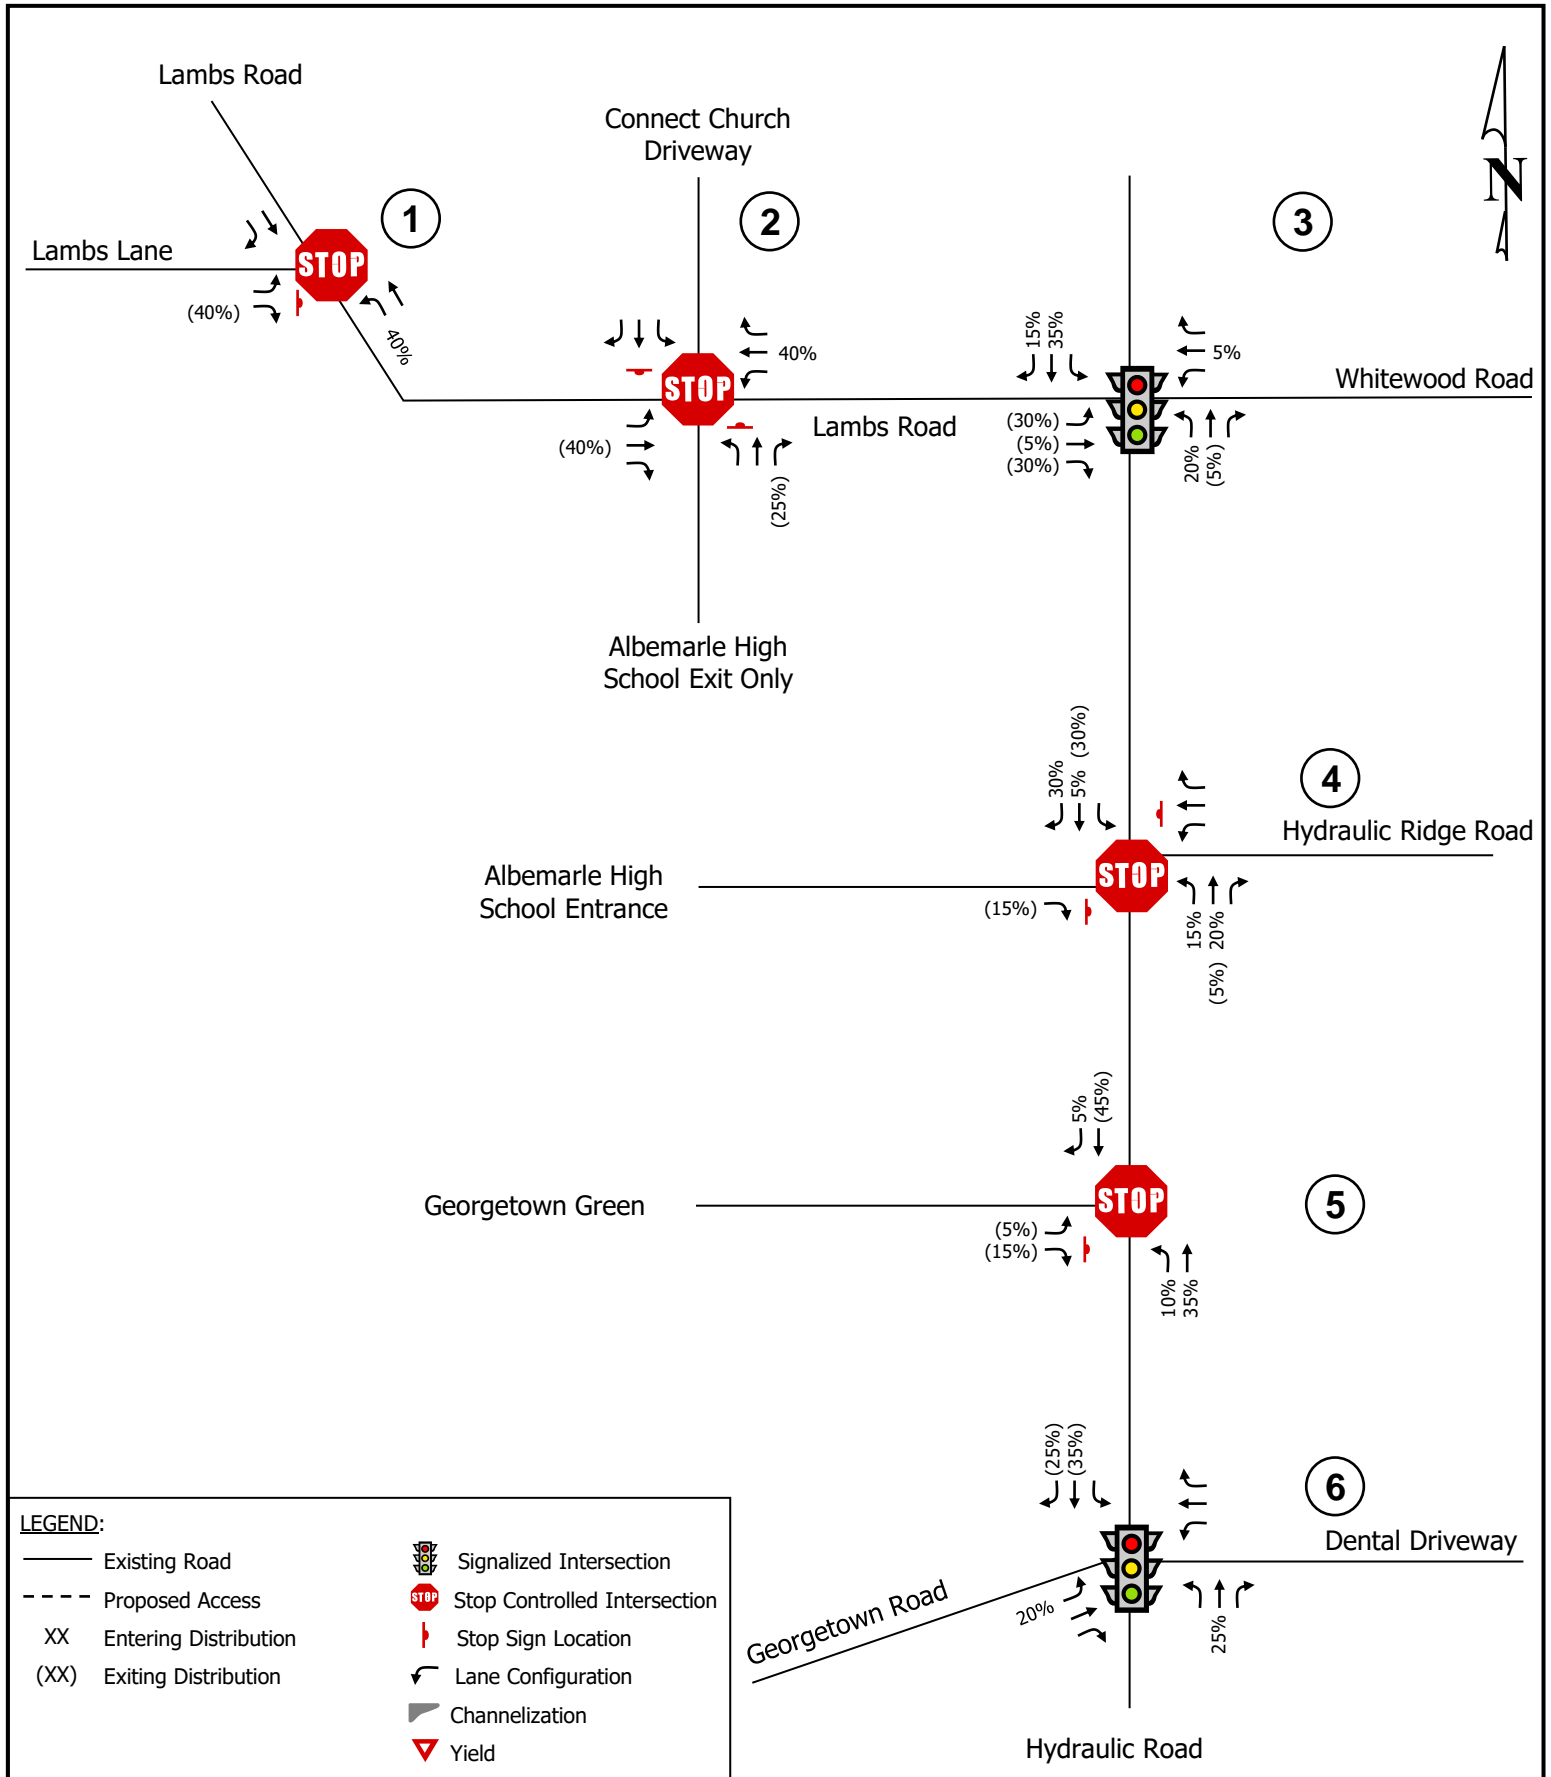 Lambs Road
Connect Church
Driveway
N
1
2
3
Lambs Lane
STOP
(40%)
40%
40%
STOP
(40%)
(25%)
Lambs Road
15%
35%
5%
Whitewood Road
(30%)
(5%)
(30%)
20%
(5%)
Albemarle High
School Exit Only
30%
5% (30%)
4
Hydraulic Ridge Road
STOP
Albemarle High
School Entrance
(15%)
15%
(5%) 20%
5%
(45%)
Georgetown Green
STOP
5
(5%)
(15%)
10%
35%
(25%)
(35%)
6
Dental Driveway
Georgetown Road
20%
25%
Hydraulic Road
LEGEND:
Existing Road
Proposed Access
XX Entering Distribution
(XX) Exiting Distribution
Signalized Intersection
STOP Stop Controlled Intersection
Stop Sign Location
Lane Configuration
Channelization
Yield